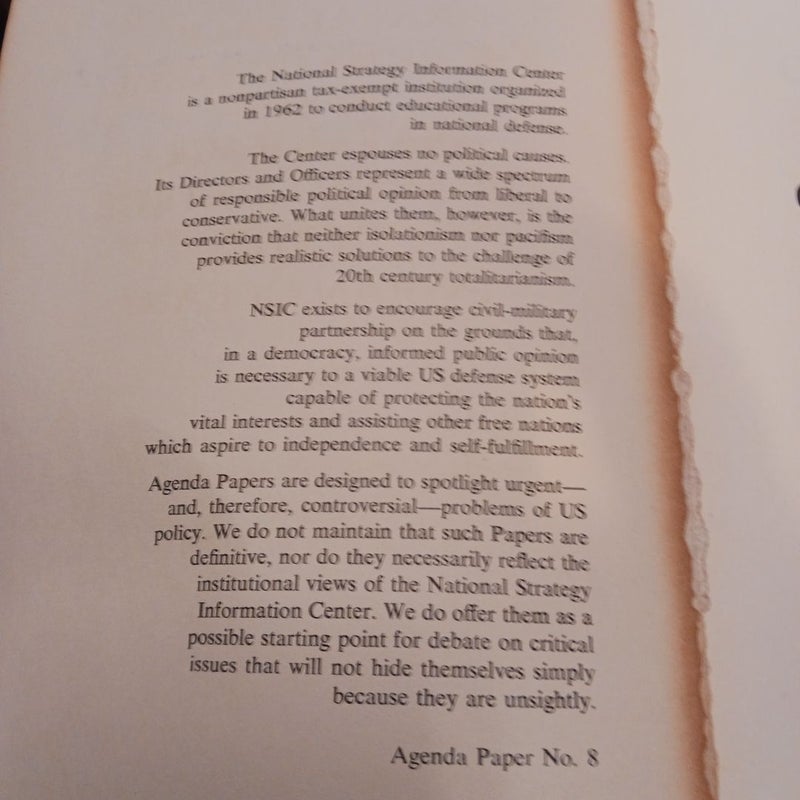 The National Strategy Information Center
is a nonpartisan tax-exempt institution organized
in 1962 to conduct educational programs
in national defense.
The Center espouses no political causes.
Its Directors and Officers represent a wide spectrum
of responsible political opinion from liberal to
conservative. What unites them, however, is the
conviction that neither isolationism nor pacifism
provides realistic solutions to the challenge of
20th century totalitarianism.
NSIC exists to encourage civil-military
partnership on the grounds that,
in a democracy, informed public opinion
is necessary to a viable US defense system
capable of protecting the nation's
vital interests and assisting other free nations
which aspire to independence and self-fulfillment.
Agenda Papers are designed to spotlight urgent—
and, therefore, controversial—problems of US
policy. We do not maintain that such Papers are
definitive, nor do they necessarily reflect the
institutional views of the National Strategy
Information Center. We do offer them as a
possible starting point for debate on critical
issues that will not hide themselves simply
because they are unsightly.
Agenda Paper No. 8